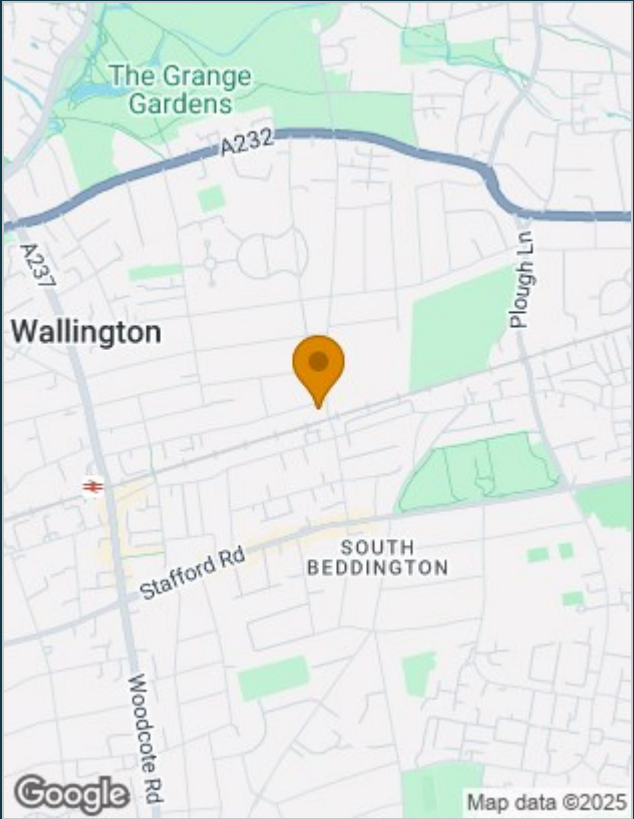 The Grange
Gardens
A232
A237
Plough Ln
Wallington
Stafford Rd
SOUTH
BEDDINGTON
Woodcote Rd
Google
Map data ©2025